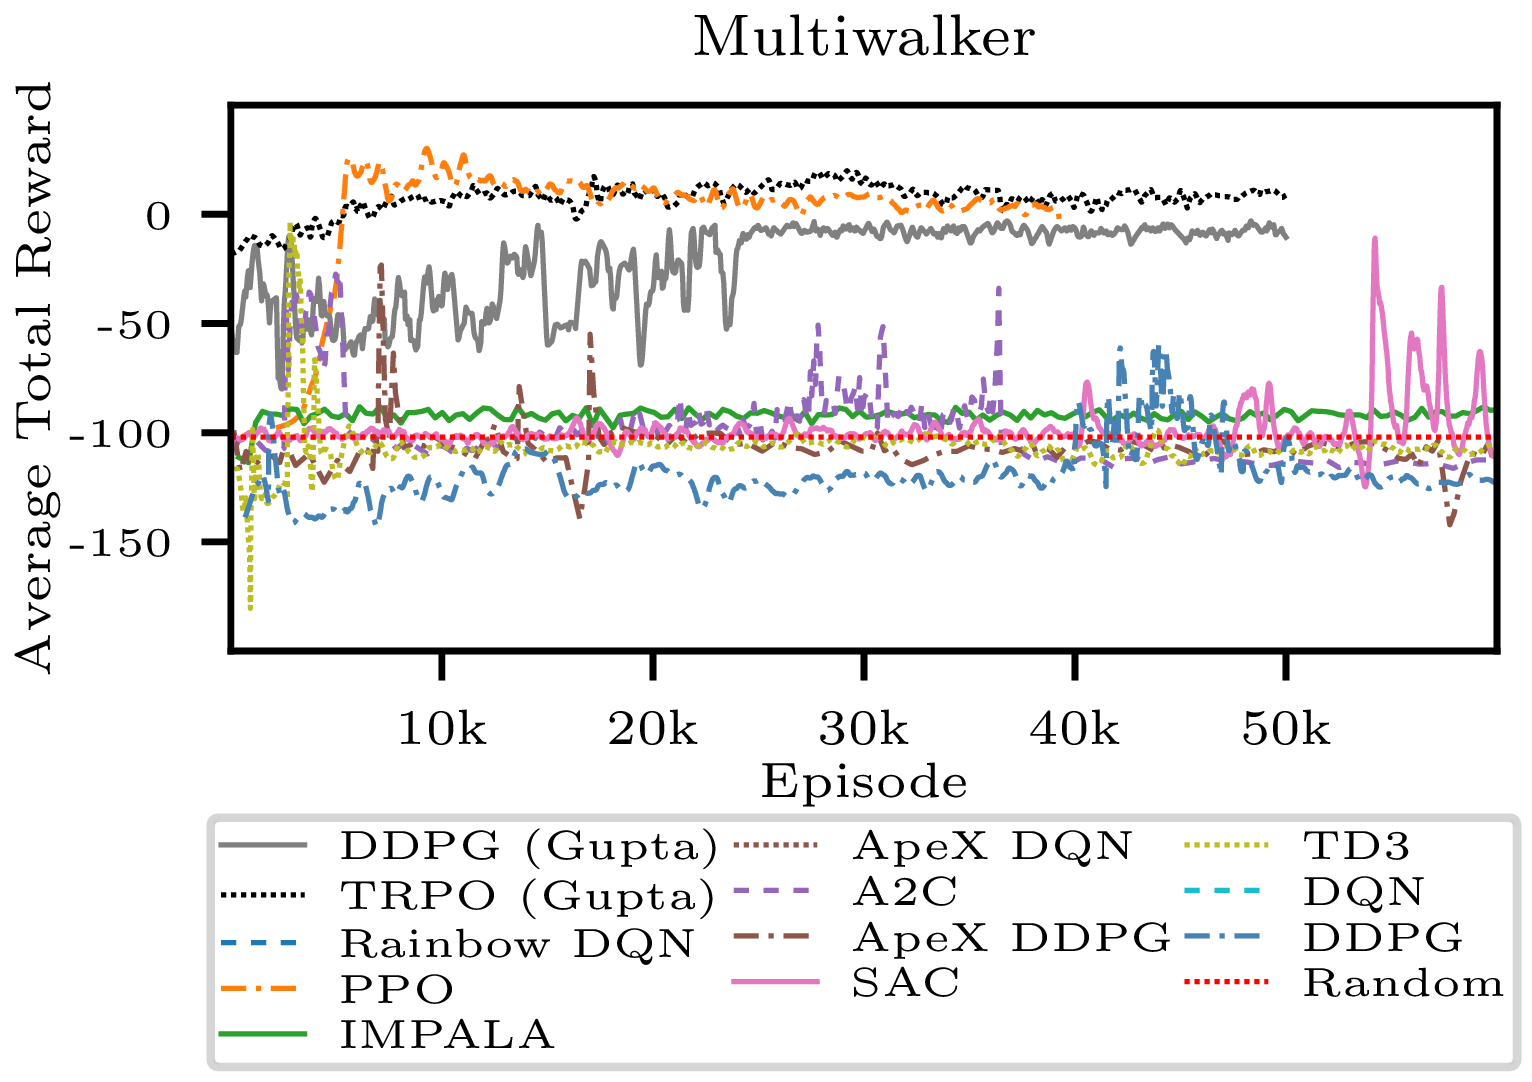 Multiwalker
Average Total Reward
0
-50
-100
-150
10k 20k 30k 40k 50k
Episode
DDPG (Gupta)
TRPO (Gupta)
Rainbow DQN
PPO
IMPALA
ApeX DQN
A2C
ApeX DDPG
SAC
TD3
DQN
DDPG
Random